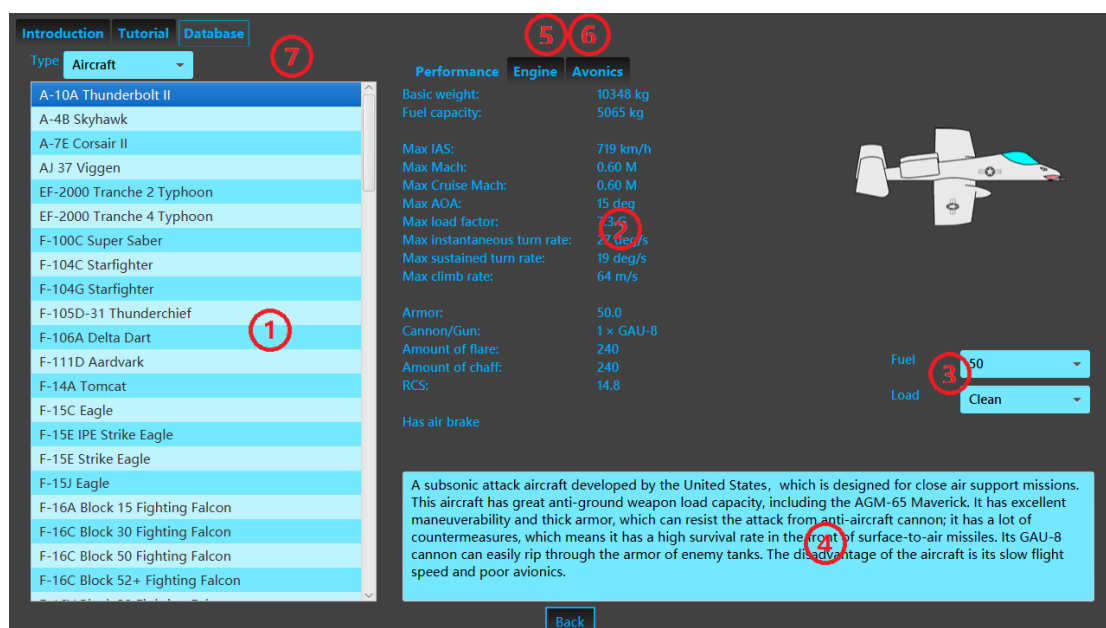 Introduction Tutorial Database
5 6
7
Type Aircraft
Performance Engine Avonics
A-10A Thunderbolt II
A-4B Skyhawk
A-7E Corsair II
AJ 37 Viggen
EF-2000 Tranche 2 Typhoon
EF-2000 Tranche 4 Typhoon
F-100C Super Saber
F-104C Starfighter
F-104G Starfighter
F-105D-31 Thunderchief
1
F-106A Delta Dart
F-111D Aardvark
F-14A Tomcat
F-15C Eagle
F-15E IPE Strike Eagle
F-15E Strike Eagle
F-15J Eagle
F-16A Block 15 Fighting Falcon
F-16C Block 30 Fighting Falcon
F-16C Block 50 Fighting Falcon
F-16C Block 52+ Fighting Falcon
Basic weight: 10348 kg
Fuel capacity: 5065 kg
Max IAS: 719 km/h
Max Mach: 0.60 M
Max Cruise Mach: 0.60 M
Max AOA: 15 deg
Max load factor: G
2
Max instantaneous turn rate: 27 deg/s
Max sustained turn rate: 19 deg/s
Max climb rate: 64 m/s
Armor: 50.0
Cannon/Gun: 1 × GAU-8
Amount of flare: 240
Amount of chaff: 240
RCS: 14.8
Has air brake
Fuel 50
3
Load Clean
A subsonic attack aircraft developed by the United States, which is designed for close air support missions.
This aircraft has great anti-ground weapon load capacity, including the AGM-65 Maverick. It has excellent
maneuverability and thick armor, which can resist the attack from anti-aircraft cannon; it has a lot of
countermeasures, which means it has a high survival rate in the front of surface-to-air missiles. Its GAU-8
4
cannon can easily rip through the armor of enemy tanks. The disadvantage of the aircraft is its slow flight
speed and poor avionics.
Back